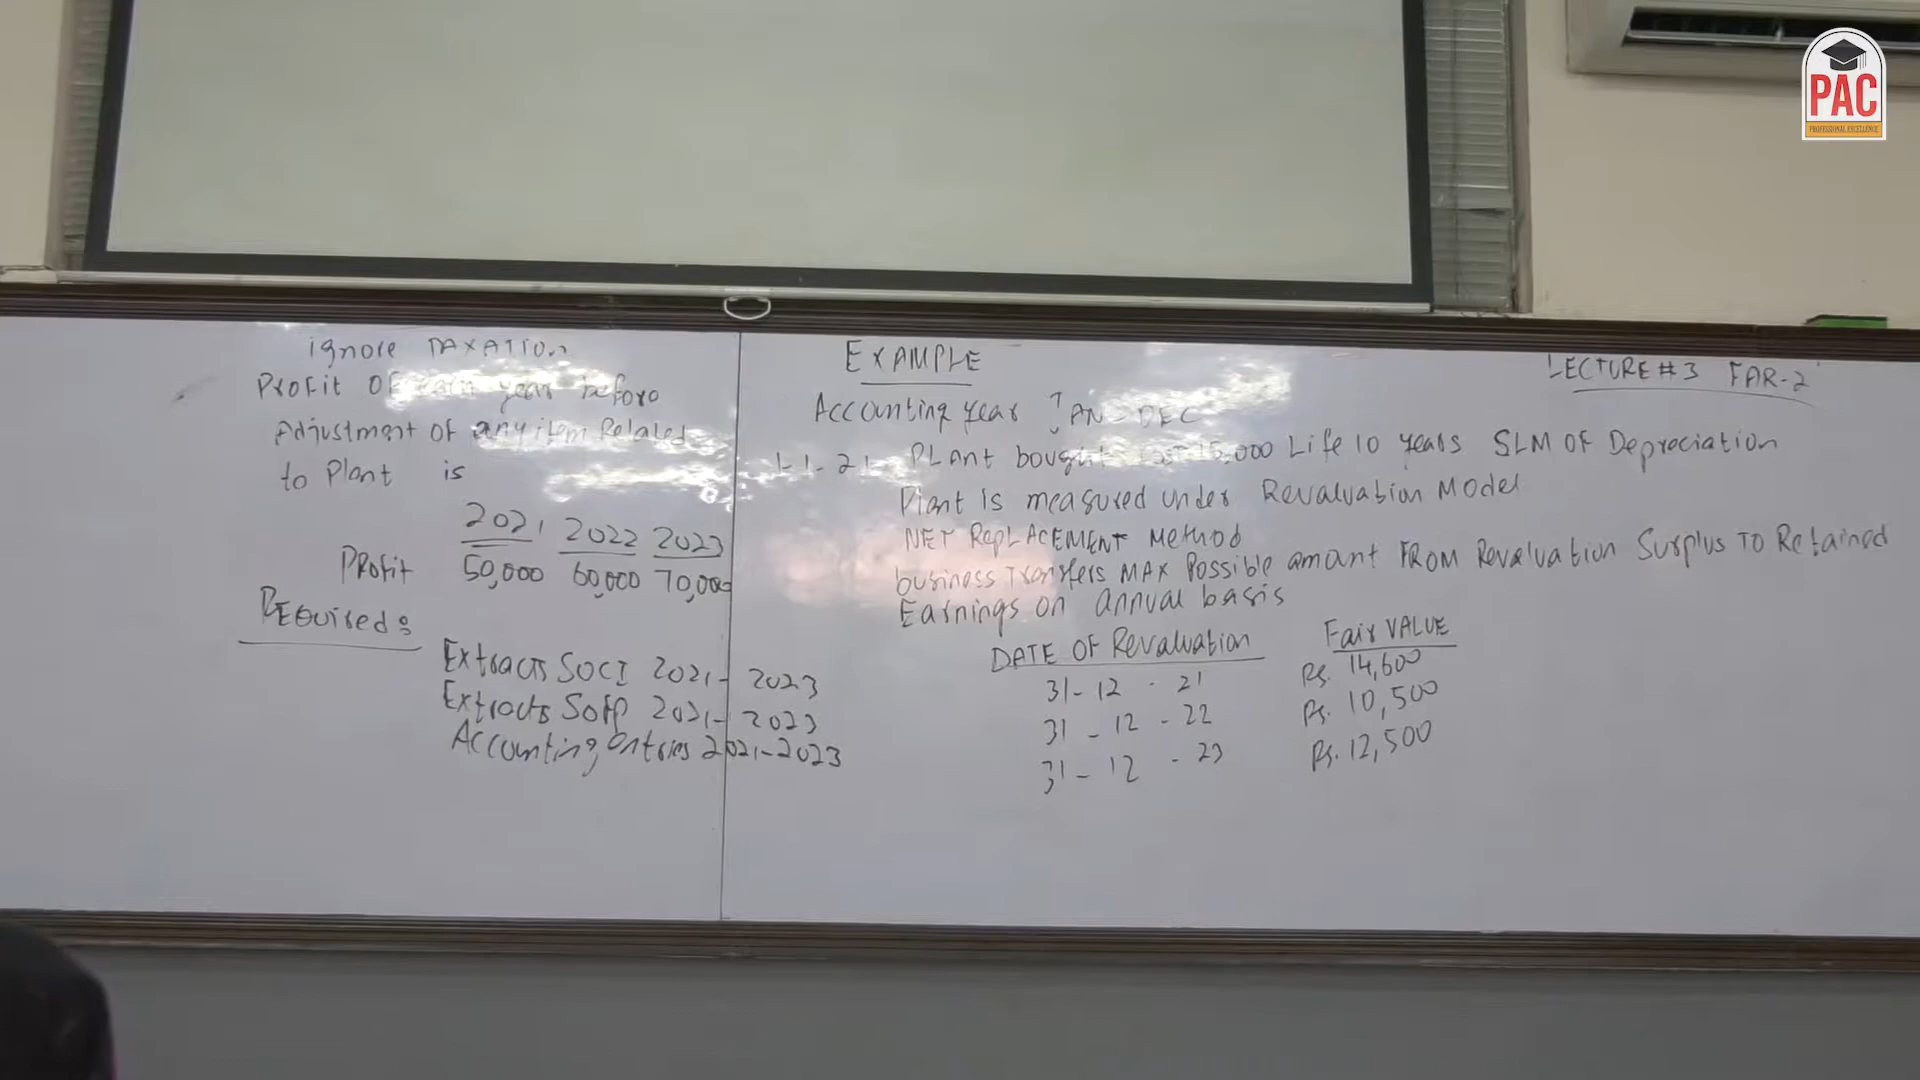 PAC
PROFESSIONAL EXCELLENCE
LECTURE #3 FAR-2
ignore TAXATION
Profit OF Each year before
Adjustment OF any item Related
to Plant is
2021 2022 2023
Profit 50,000 60,000 70,000
REQuired:
Extracts SOCI 2021-2023
Extracts SOFP 2021-2023
Accounting Entries 2021-2023
EXAMPLE
Accounting year JAN-DEC
1-1-21 PLAnt bought 15,000 Life 10 years SLM OF Depreciation
Plant is measured under Revaluation Model
NET RepLACEMENT Method
business Transfers MAX Possible amount FROM Revaluation Surplus TO Retained
Earnings on annual basis
DATE OF Revaluation Fair VALUE
31-12-21 Rs. 14,600
31-12-22 Rs. 10,500
31-12-23 Rs. 12,500